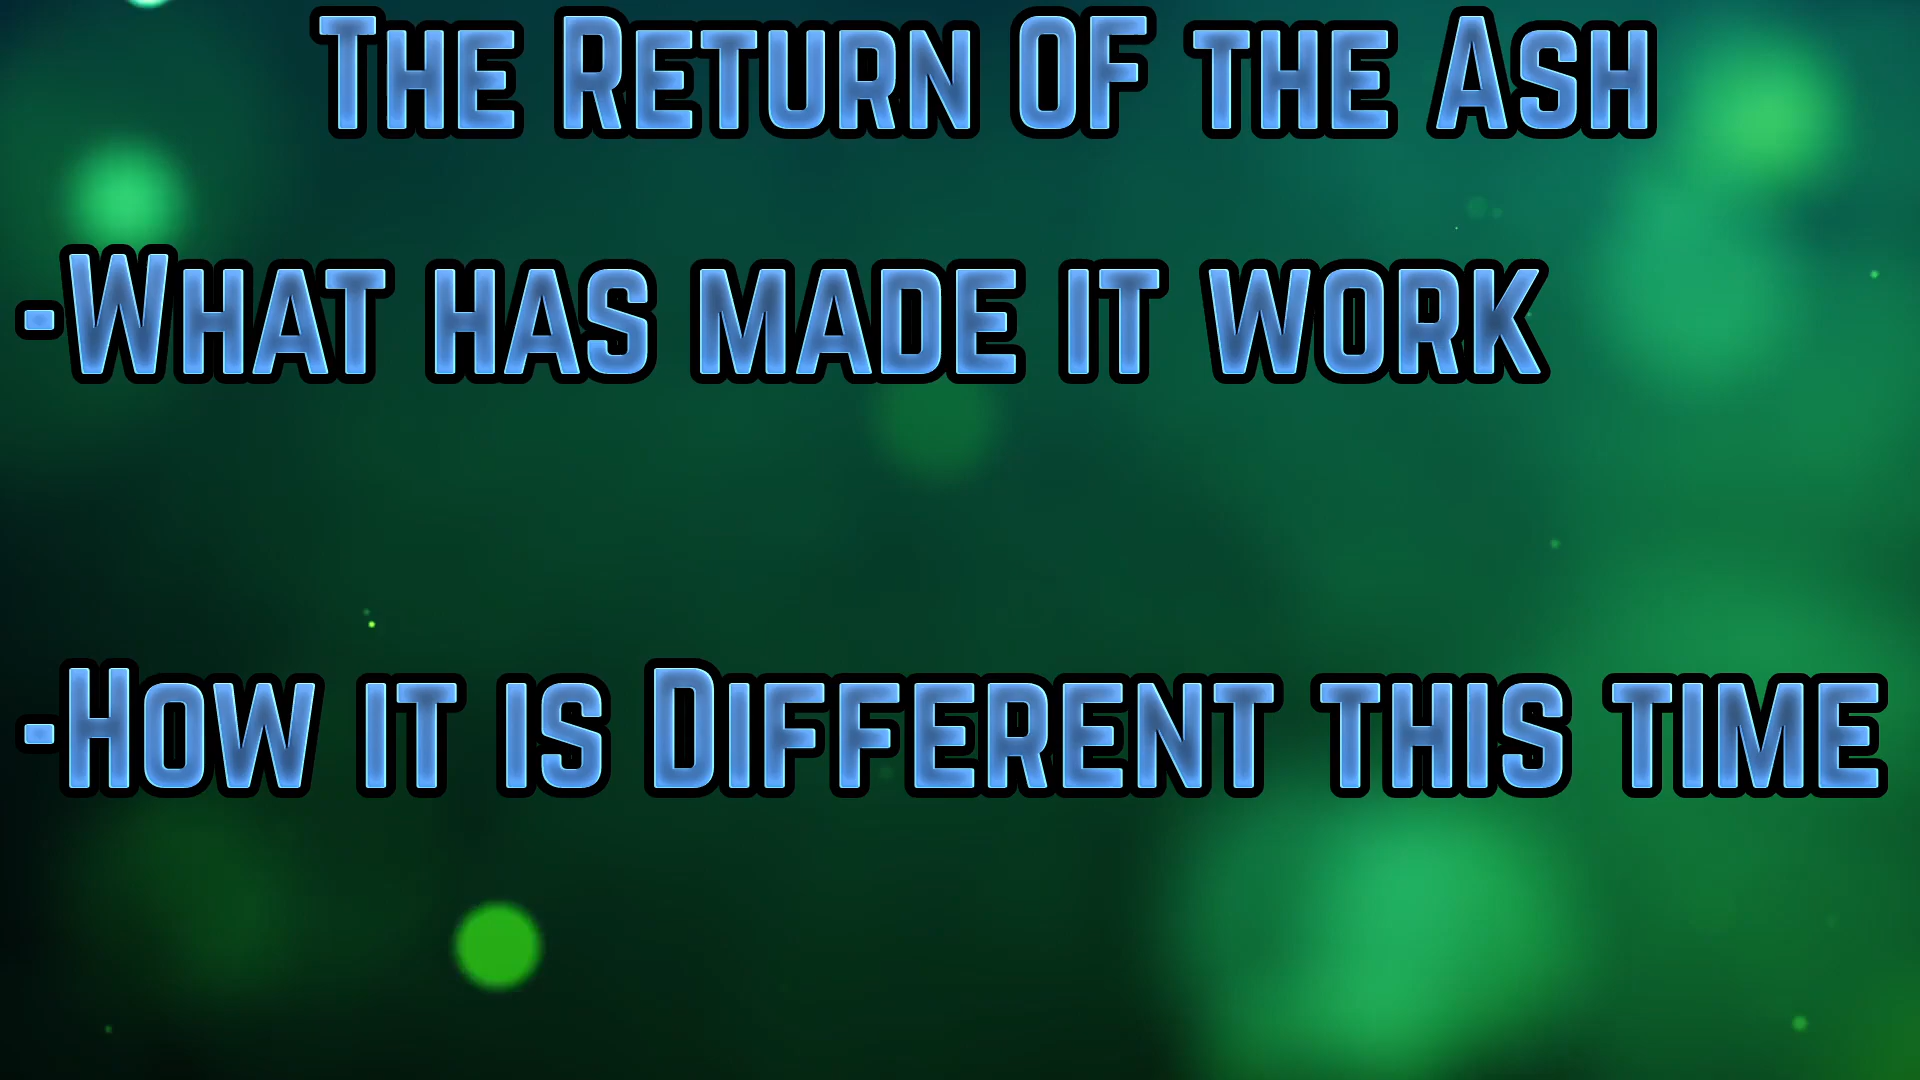 The Return Of the Ash
-What has made it work
-How it is Different this time